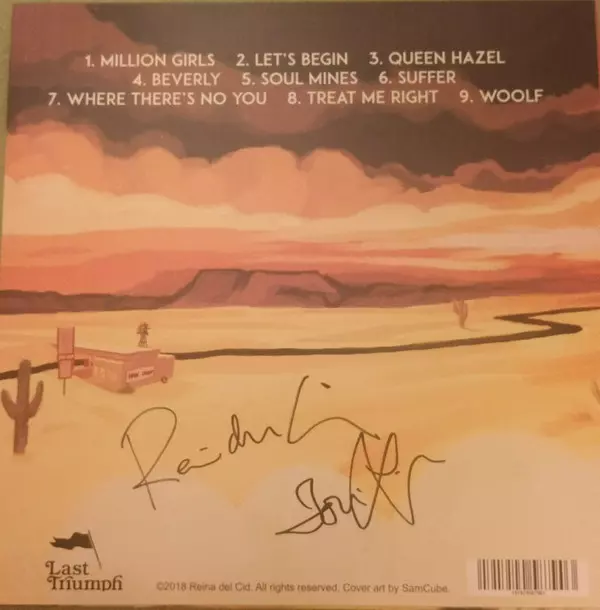 1. MILLION GIRLS 2. LET'S BEGIN 3. QUEEN HAZEL
4. BEVERLY 5. SOUL MINES 6. SUFFER
7. WHERE THERE'S NO YOU 8. TREAT ME RIGHT 9. WOOLF
Last
Triumph
©2018 Reina del Cid. All rights reserved. Cover art by SamCube.